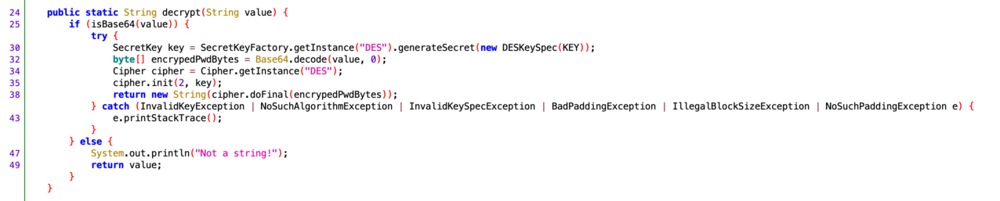 24 public static String decrypt(String value) {
25 if (isBase64(value)) {
try {
30 SecretKey key = SecretKeyFactory.getInstance("DES").generateSecret(new DESKeySpec(KEY));
32 byte[] encrypedPwdBytes = Base64.decode(value, 0);
34 Cipher cipher = Cipher.getInstance("DES");
35 cipher.init(2, key);
38 return new String(cipher.doFinal(encrypedPwdBytes));
} catch (InvalidKeyException | NoSuchAlgorithmException | InvalidKeySpecException | BadPaddingException | IllegalBlockSizeException | NoSuchPaddingException e) {
43 e.printStackTrace();
}
} else {
47 System.out.println("Not a string!");
49 return value;
}
}